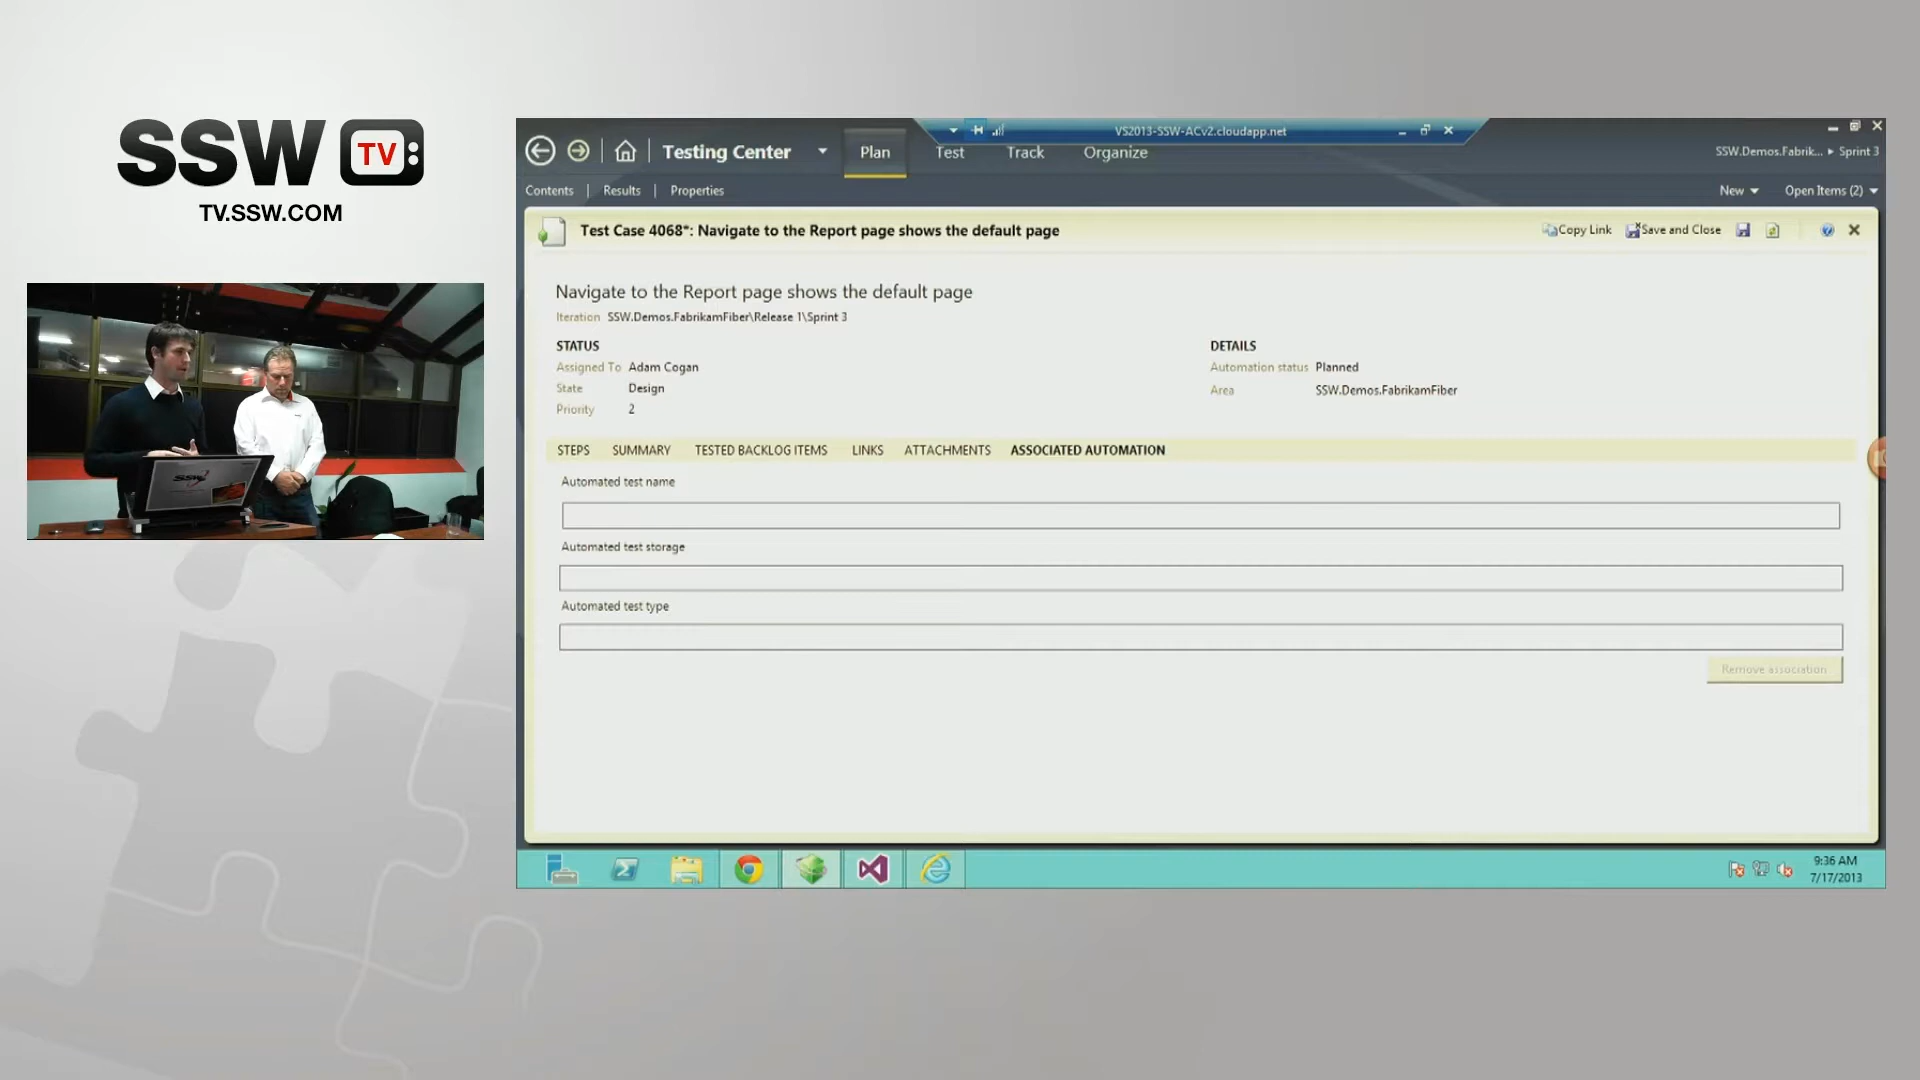 SSW TV:
TV.SSW.COM
SSW
VS2013-SSW-ACv2.cloudapp.net
Testing Center
Plan
Test
Track
Organize
SSW.Demos.Fabrik... ▸ Sprint 3
Contents | Results | Properties
New
Open Items (2)
Test Case 4068*: Navigate to the Report page shows the default page
Copy Link
Save and Close
Navigate to the Report page shows the default page
Iteration SSW.Demos.FabrikamFiber\Release 1\Sprint 3
STATUS
Assigned To Adam Cogan
State Design
Priority 2
DETAILS
Automation status Planned
Area SSW.Demos.FabrikamFiber
STEPS SUMMARY TESTED BACKLOG ITEMS LINKS ATTACHMENTS ASSOCIATED AUTOMATION
Automated test name
Automated test storage
Automated test type
Remove association
9:36 AM
7/17/2013